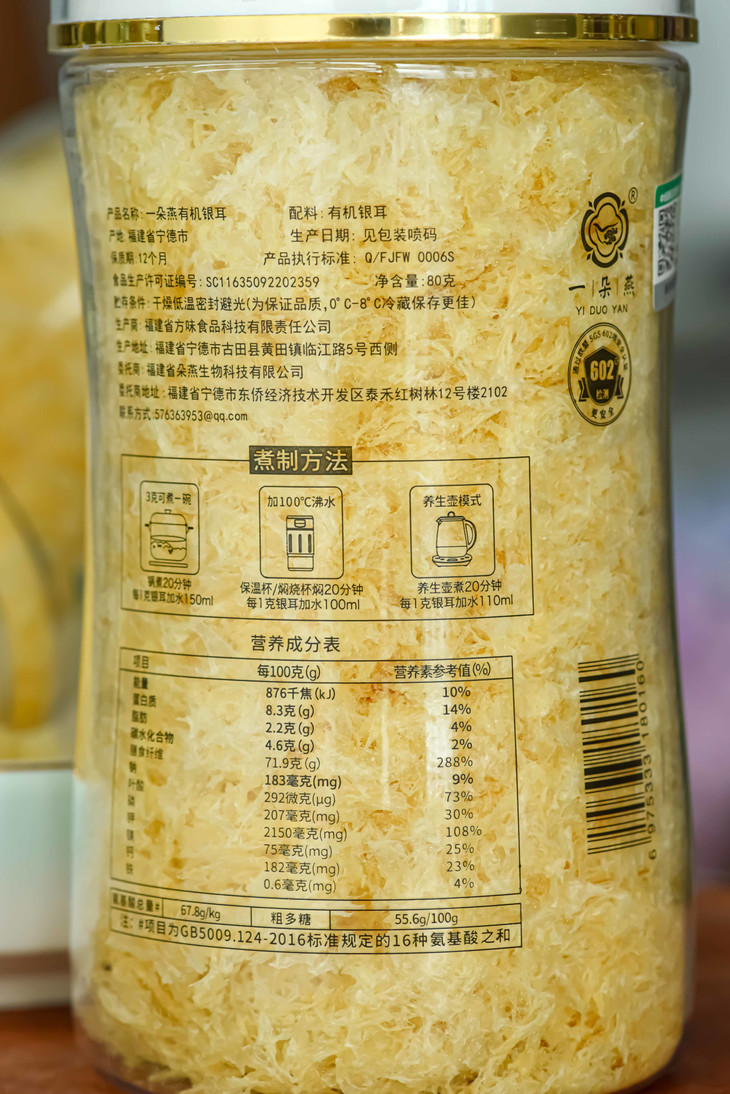 产品名称:一朵燕有机银耳 配料:有机银耳
产地:福建省宁德市 生产日期:见包装喷码
保质期:12个月 产品执行标准:Q/FJFW 0006S
食品生产许可证编号:SC11635092202359 净含量:80克
贮存条件:干燥低温密封避光(为保证品质,0°C-8°C冷藏保存更佳)
生产商:福建省方味食品科技有限责任公司
生产地址:福建省宁德市古田县黄田镇临江路5号西侧
委托商:福建省朵燕生物科技有限公司
委托商地址:福建省宁德市东侨经济技术开发区泰禾红树林12号楼2102
联系方式:576363953@qq.com
®
一朵燕
YI DUO YAN
SGS 602
602
检测
更安全
煮制方法
3克可煮一碗
锅煮20分钟
每1克银耳加水150ml
加100℃沸水
保温杯/焖烧杯焖20分钟
每1克银耳加水100ml
养生壶模式
养生壶煮20分钟
每1克银耳加水110ml
营养成分表
项目 每100克(g) 营养素参考值(%)
能量 876千焦(kJ) 10%
蛋白质 8.3克(g) 14%
脂肪 2.2克(g) 4%
碳水化合物 4.6克(g) 2%
膳食纤维 71.9克(g) 288%
钠 183毫克(mg) 9%
叶酸 292微克(μg) 73%
磷 207毫克(mg) 30%
钾 2150毫克(mg) 108%
镁 75毫克(mg) 25%
钙 182毫克(mg) 23%
铁 0.6毫克(mg) 4%
氨基酸总量# 67.8g/kg 粗多糖 55.6g/100g
注:#项目为GB5009.124-2016标准规定的16种氨基酸之和
6 975333 180160